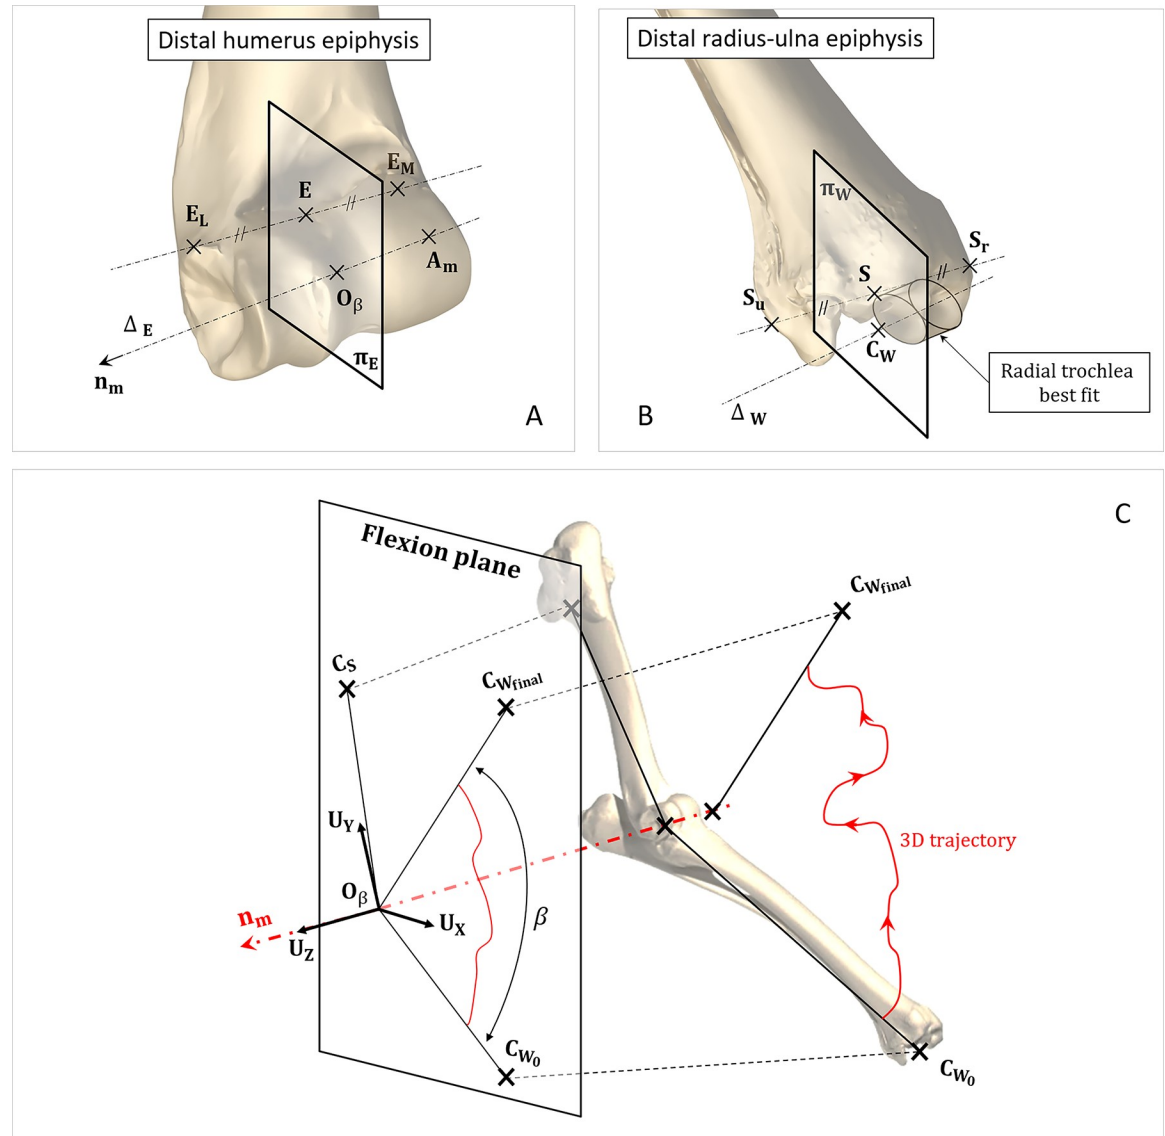 Distal humerus epiphysis
E_M
E
E_L
A_m
O_β
Δ_E
π_E
n_m
A
Distal radius-ulna epiphysis
π_W
S_r
S
S_u
C_W
Radial trochlea
best fit
Δ_W
B
C
Flexion plane
C_Wfinal
C_S
C_Wfinal
U_Y
3D trajectory
O_β
β
n_m
U_X
U_Z
C_W0
C_W0